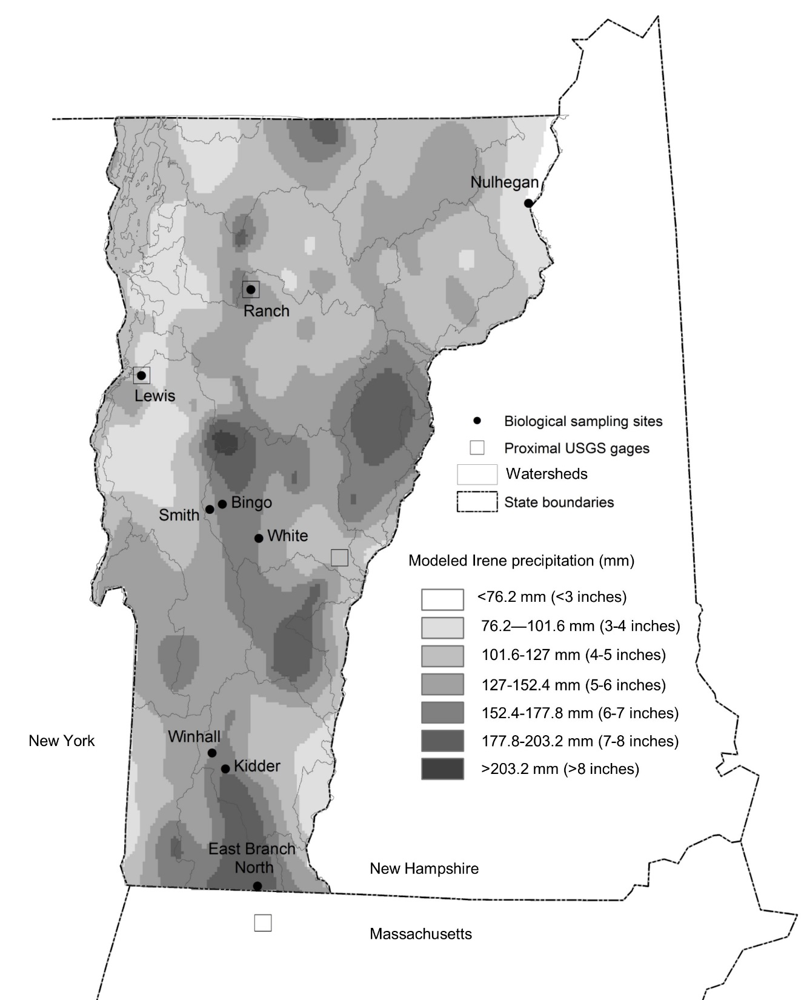 Nulhegan
Ranch
Lewis
Biological sampling sites
Proximal USGS gages
Watersheds
State boundaries
Bingo
Smith
White
Modeled Irene precipitation (mm)
<76.2 mm (<3 inches)
76.2—101.6 mm (3-4 inches)
101.6-127 mm (4-5 inches)
127-152.4 mm (5-6 inches)
152.4-177.8 mm (6-7 inches)
177.8-203.2 mm (7-8 inches)
>203.2 mm (>8 inches)
New York
Winhall
Kidder
East Branch
North
New Hampshire
Massachusetts